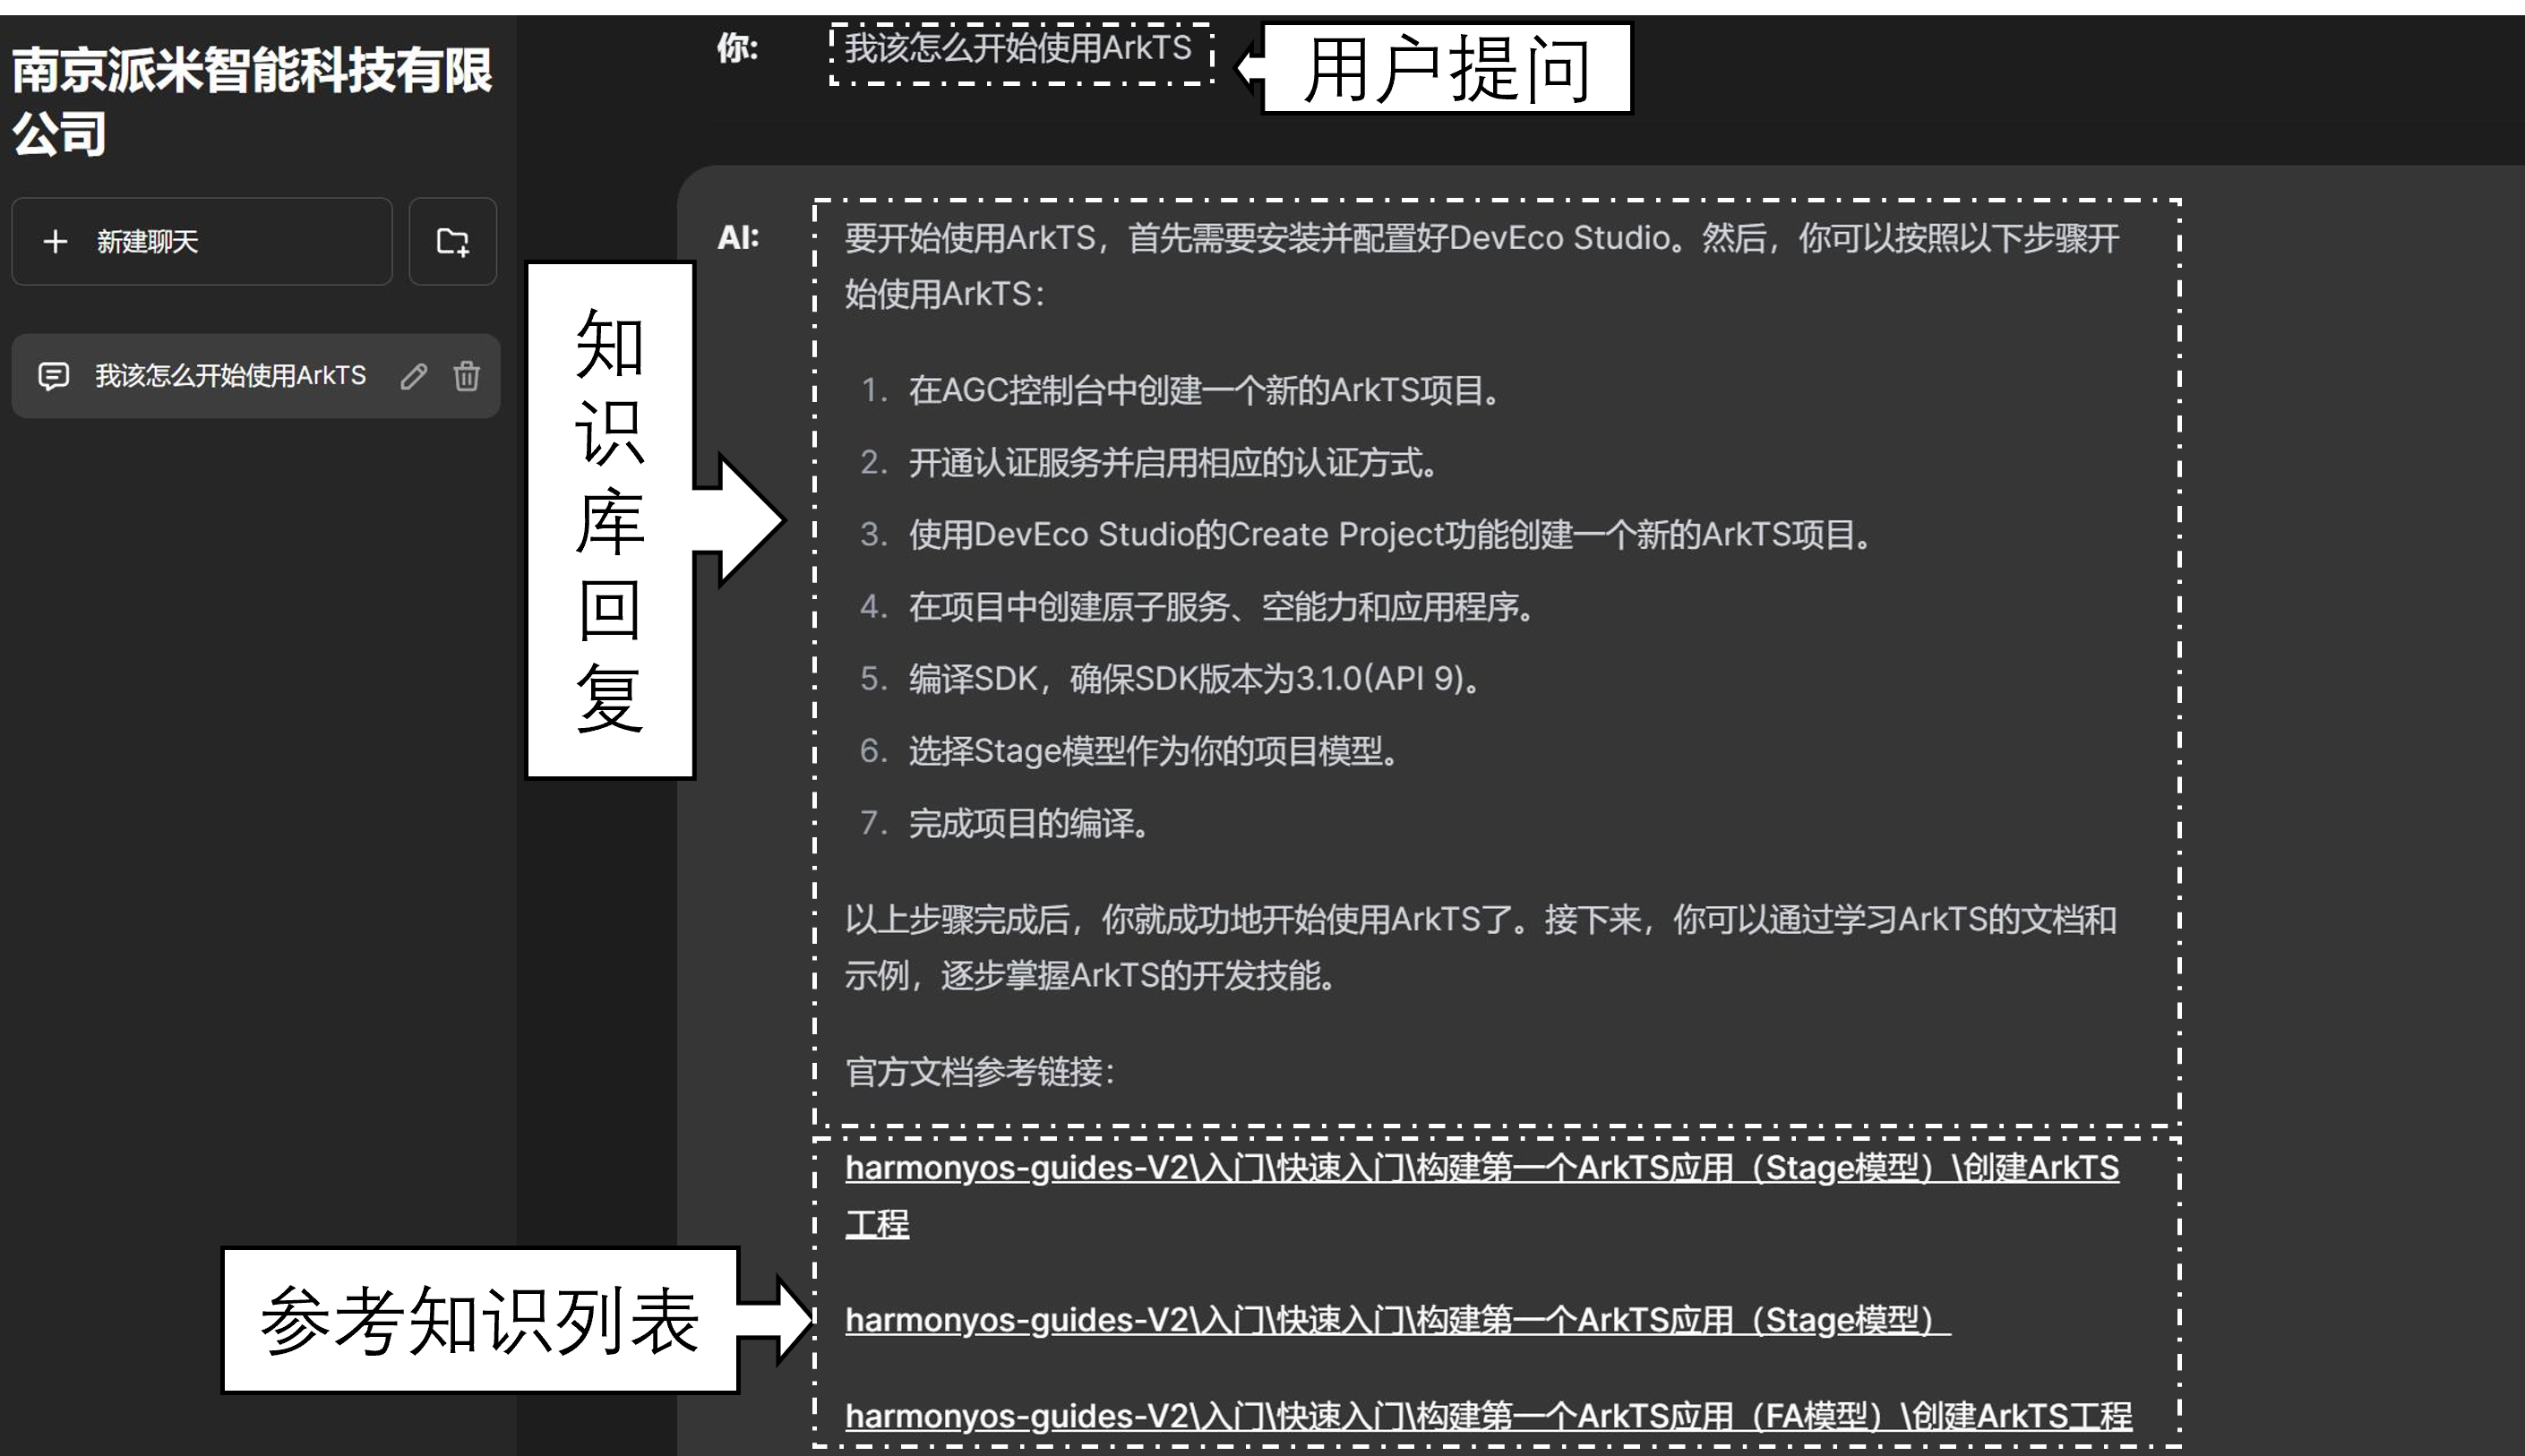 南京派米智能科技有限
公司
新建聊天
我该怎么开始使用ArkTS
你:
我该怎么开始使用ArkTS
用户提问
AI:
要开始使用ArkTS，首先需要安装并配置好DevEco Studio。然后，你可以按照以下步骤开
始使用ArkTS：
1. 在AGC控制台中创建一个新的ArkTS项目。
2. 开通认证服务并启用相应的认证方式。
3. 使用DevEco Studio的Create Project功能创建一个新的ArkTS项目。
4. 在项目中创建原子服务、空能力和应用程序。
5. 编译SDK，确保SDK版本为3.1.0(API 9)。
6. 选择Stage模型作为你的项目模型。
7. 完成项目的编译。
以上步骤完成后，你就成功地开始使用ArkTS了。接下来，你可以通过学习ArkTS的文档和
示例，逐步掌握ArkTS的开发技能。
官方文档参考链接：
知识库回复
harmonyos-guides-V2\入门\快速入门\构建第一个ArkTS应用（Stage模型）\创建ArkTS
工程
harmonyos-guides-V2\入门\快速入门\构建第一个ArkTS应用（Stage模型）
harmonyos-guides-V2\入门\快速入门\构建第一个ArkTS应用（FA模型）\创建ArkTS工程
参考知识列表